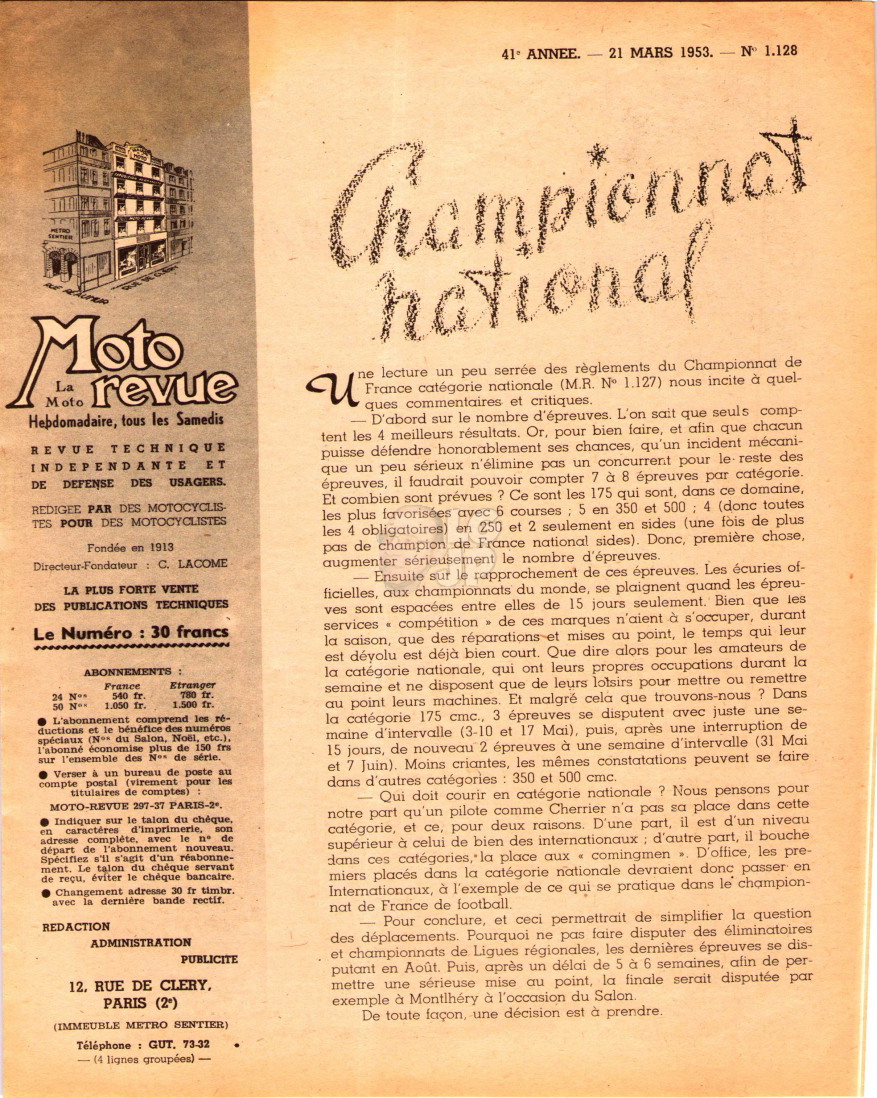 41e ANNEE. — 21 MARS 1953. — No 1.128
METRO
SENTIER
RUE REAUMUR
RUE DE CLERY
Moto
La
Moto
revue
Hebdomadaire, tous les Samedis
REVUE TECHNIQUE
INDEPENDANTE ET
DE DEFENSE DES USAGERS.
REDIGEE PAR DES MOTOCYCLIS-
TES POUR DES MOTOCYCLISTES
Fondée en 1913
Directeur-Fondateur : C. LACOME
LA PLUS FORTE VENTE
DES PUBLICATIONS TECHNIQUES
Le Numéro : 30 francs
ABONNEMENTS :
France Etranger
24 Nos 540 fr. 780 fr.
50 Nos 1.050 fr. 1.500 fr.
● L'abonnement comprend les ré-
ductions et le bénéfice des numéros
spéciaux (Nos du Salon, Noël, etc.),
l'abonné économise plus de 150 frs
sur l'ensemble des Nos de série.
● Verser à un bureau de poste au
compte postal (virement pour les
titulaires de comptes) :
MOTO-REVUE 297-37 PARIS-2e.
● Indiquer sur le talon du chèque,
en caractères d'imprimerie, son
adresse complète, avec le no de
départ de l'abonnement nouveau.
Spécifiez s'il s'agit d'un réabonne-
ment. Le talon du chèque servant
de reçu, éviter le chèque bancaire.
● Changement adresse 30 fr timbr.
avec la dernière bande rectif.
REDACTION
ADMINISTRATION
PUBLICITE
12, RUE DE CLERY,
PARIS (2e)
(IMMEUBLE METRO SENTIER)
Téléphone : GUT. 73-32
— (4 lignes groupées) —
Championnat
national
Une lecture un peu serrée des règlements du Championnat de
France catégorie nationale (M.R. No 1.127) nous incite à quel-
ques commentaires et critiques.
— D'abord sur le nombre d'épreuves. L'on sait que seuls comp-
tent les 4 meilleurs résultats. Or, pour bien faire, et afin que chacun
puisse défendre honorablement ses chances, qu'un incident mécani-
que un peu sérieux n'élimine pas un concurrent pour le reste des
épreuves, il faudrait pouvoir compter 7 à 8 épreuves par catégorie.
Et combien sont prévues ? Ce sont les 175 qui sont, dans ce domaine,
les plus favorisées avec 6 courses ; 5 en 350 et 500 ; 4 (donc toutes
les 4 obligatoires) en 250 et 2 seulement en sides (une fois de plus
pas de champion de France national sides). Donc, première chose,
augmenter sérieusement le nombre d'épreuves.
— Ensuite sur le rapprochement de ces épreuves. Les écuries of-
ficielles, aux championnats du monde, se plaignent quand les épreu-
ves sont espacées entre elles de 15 jours seulement. Bien que les
services « compétition » de ces marques n'aient à s'occuper, durant
la saison, que des réparations et mises au point, le temps qui leur
est dévolu est déjà bien court. Que dire alors pour les amateurs de
la catégorie nationale, qui ont leurs propres occupations durant la
semaine et ne disposent que de leurs loisirs pour mettre ou remettre
au point leurs machines. Et malgré cela que trouvons-nous ? Dans
la catégorie 175 cmc., 3 épreuves se disputent avec juste une se-
maine d'intervalle (3-10 et 17 Mai), puis, après une interruption de
15 jours, de nouveau 2 épreuves à une semaine d'intervalle (31 Mai
et 7 Juin). Moins criantes, les mêmes constatations peuvent se faire
dans d'autres catégories : 350 et 500 cmc.
— Qui doit courir en catégorie nationale ? Nous pensons pour
notre part qu'un pilote comme Cherrier n'a pas sa place dans cette
catégorie, et ce, pour deux raisons. D'une part, il est d'un niveau
supérieur à celui de bien des internationaux ; d'autre part, il bouche
dans ces catégories, la place aux « comingmen ». D'office, les pre-
miers placés dans la catégorie nationale devraient donc passer en
Internationaux, à l'exemple de ce qui se pratique dans le champion-
nat de France de football.
— Pour conclure, et ceci permettrait de simplifier la question
des déplacements. Pourquoi ne pas faire disputer des éliminatoires
et championnats de Ligues régionales, les dernières épreuves se dis-
putant en Août. Puis, après un délai de 5 à 6 semaines, afin de per-
mettre une sérieuse mise au point, la finale serait disputée par
exemple à Montlhéry à l'occasion du Salon.
De toute façon, une décision est à prendre.